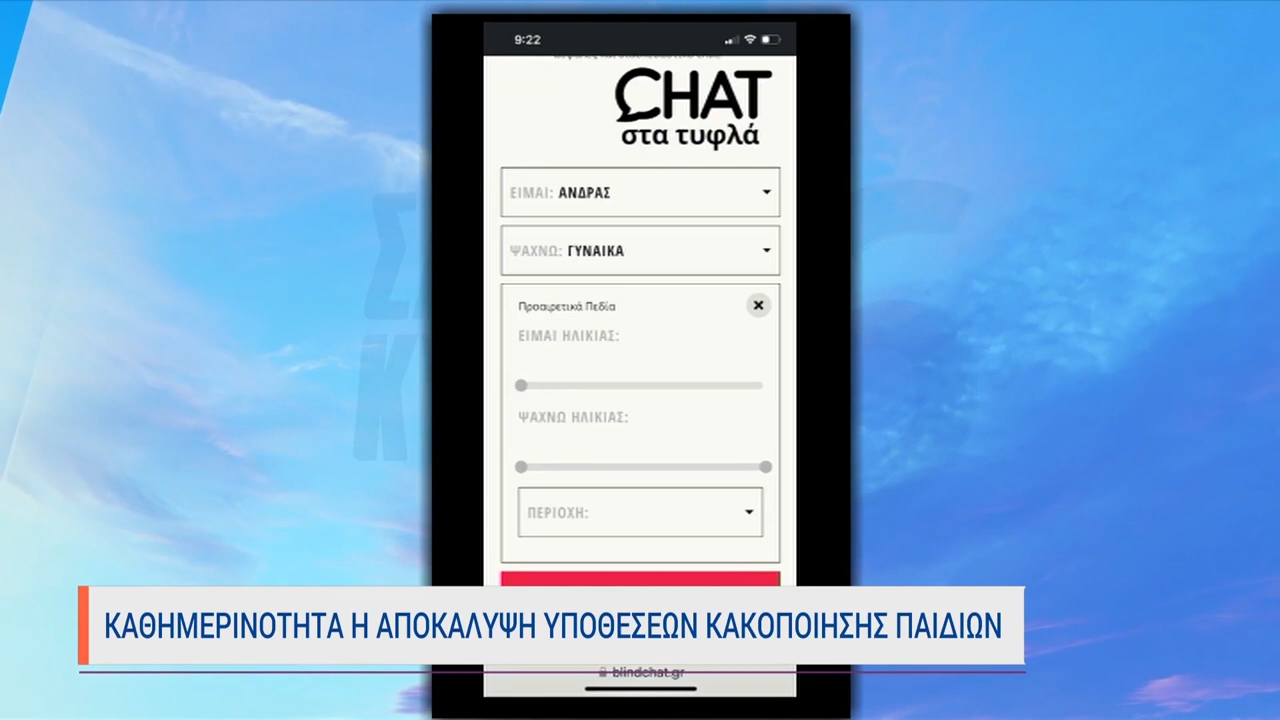 9:22
CHAT
στα τυφλά
ΕΙΜΑΙ: ΑΝΔΡΑΣ
ΨΑΧΝΩ: ΓΥΝΑΙΚΑ
Προαιρετικά Πεδία
ΕΙΜΑΙ ΗΛΙΚΙΑΣ:
ΨΑΧΝΩ ΗΛΙΚΙΑΣ:
ΠΕΡΙΟΧΗ:
ΚΑΘΗΜΕΡΙΝΟΤΗΤΑ Η ΑΠΟΚΑΛΥΨΗ ΥΠΟΘΕΣΕΩΝ ΚΑΚΟΠΟΙΗΣΗΣ ΠΑΙΔΙΩΝ
blindchat.gr